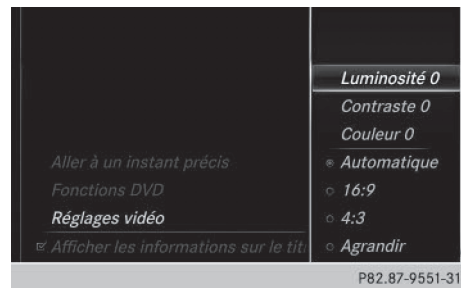 Luminosité 0
Contraste 0
Couleur 0
Aller à un instant précis
Automatique
Fonctions DVD
16:9
Réglages vidéo
4:3
Afficher les informations sur le tit
Agrandir
P82.87-9551-31